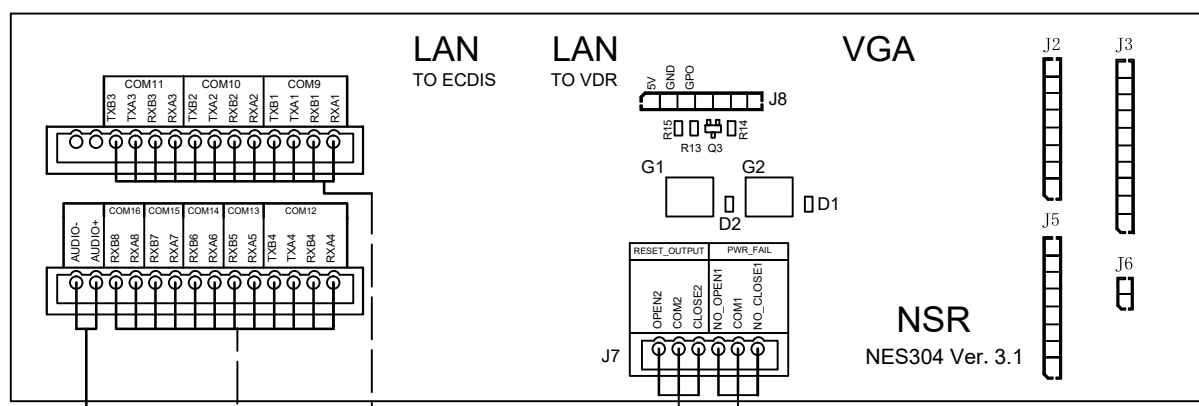 LAN
TO ECDIS
LAN
TO VDR
VGA
J2
J3
5V
GND
GPO
J8
R15
R13
Q3
R14
COM11
COM10
COM9
TXB3
TXA3
RXB3
RXA3
TXB2
TXA2
RXB2
RXA2
TXB1
TXA1
RXB1
RXA1
G1
G2
D2
D1
COM16
COM15
COM14
COM13
COM12
AUDIO-
AUDIO+
RXB8
RXA8
RXB7
RXA7
RXB6
RXA6
RXB5
RXA5
TXB4
TXA4
RXB4
RXA4
J5
J6
RESET_OUTPUT
PWR_FAIL
OPEN2
COM2
CLOSE2
NO_OPEN1
COM1
NO_CLOSE1
J7
NSR
NES304 Ver. 3.1